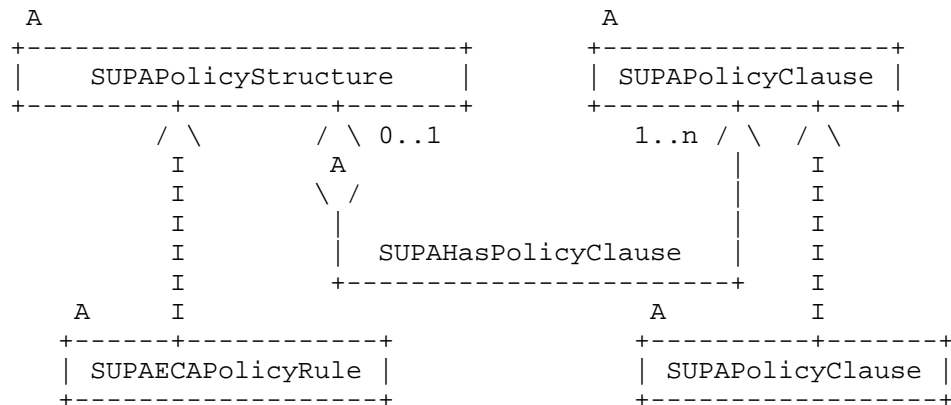 A                                   A
+---------------------------+       +------------------+
|    SUPAPolicyStructure    |       | SUPAPolicyClause |
+---------+---------+-------+       +--------+----+----+
         / \       / \ 0..1            1..n / \  / \
          I         A                        |    I
          I        \ /                       |    I
          I         |                        |    I
          I         |  SUPAHasPolicyClause   |    I
          I         +------------------------+    I
    A     I                             A         I
   +------+------------+               +----------+-------+
   | SUPAECAPolicyRule |               | SUPAPolicyClause |
   +-------------------+               +------------------+